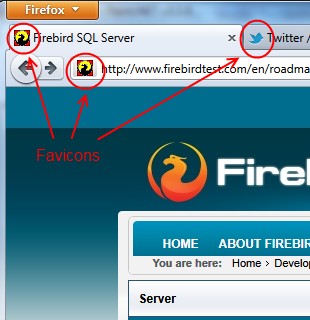 Firefox
Firebird SQL Server
Twitter /
http://www.firebirdtest.com/en/roadma
Favicons
Fireb
HOME ABOUT FIREBIR
You are here: Home > Develop
Server